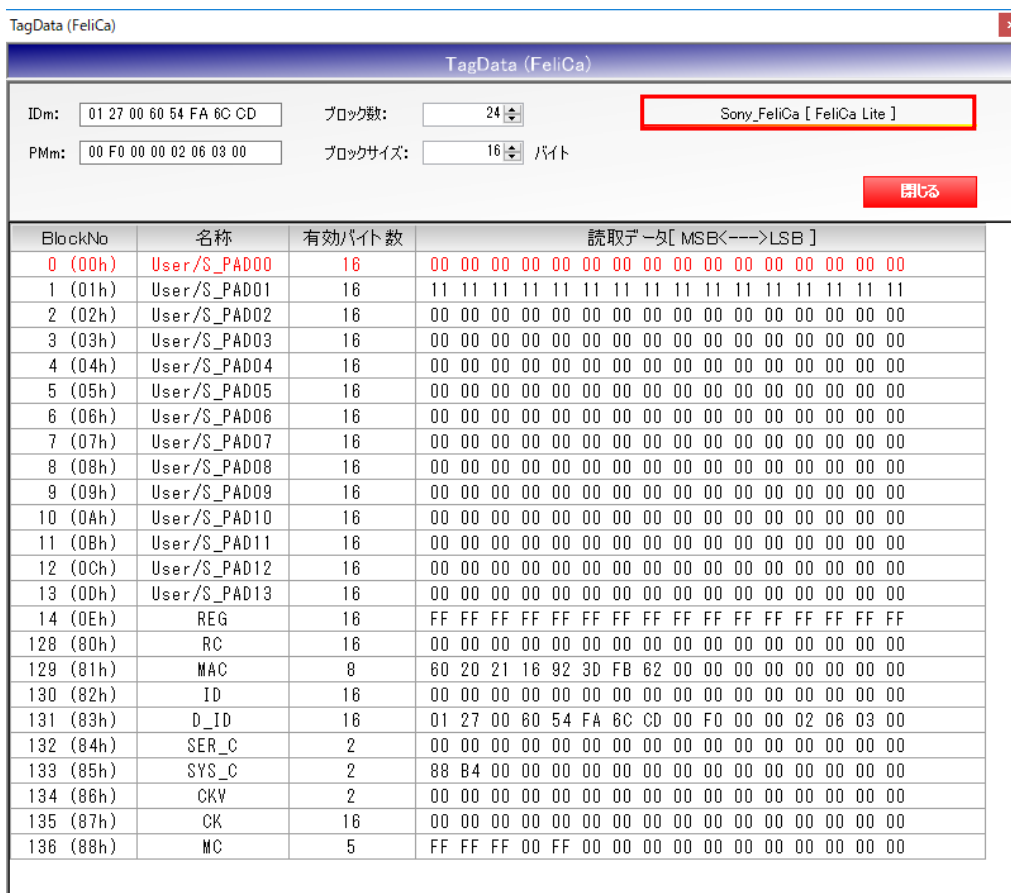 TagData (FeliCa)
TagData (FeliCa)
IDm: 01 27 00 60 54 FA 6C CD ブロック数: 24 Sony_FeliCa [ FeliCa Lite ]
PMm: 00 F0 00 00 02 06 03 00 ブロックサイズ: 16 バイト
閉じる
BlockNo 名称 有効バイト数 読取データ[ MSB<--->LSB ]
0 (00h) User/S_PAD00 16 00 00 00 00 00 00 00 00 00 00 00 00 00 00 00 00
1 (01h) User/S_PAD01 16 11 11 11 11 11 11 11 11 11 11 11 11 11 11 11 11
2 (02h) User/S_PAD02 16 00 00 00 00 00 00 00 00 00 00 00 00 00 00 00 00
3 (03h) User/S_PAD03 16 00 00 00 00 00 00 00 00 00 00 00 00 00 00 00 00
4 (04h) User/S_PAD04 16 00 00 00 00 00 00 00 00 00 00 00 00 00 00 00 00
5 (05h) User/S_PAD05 16 00 00 00 00 00 00 00 00 00 00 00 00 00 00 00 00
6 (06h) User/S_PAD06 16 00 00 00 00 00 00 00 00 00 00 00 00 00 00 00 00
7 (07h) User/S_PAD07 16 00 00 00 00 00 00 00 00 00 00 00 00 00 00 00 00
8 (08h) User/S_PAD08 16 00 00 00 00 00 00 00 00 00 00 00 00 00 00 00 00
9 (09h) User/S_PAD09 16 00 00 00 00 00 00 00 00 00 00 00 00 00 00 00 00
10 (0Ah) User/S_PAD10 16 00 00 00 00 00 00 00 00 00 00 00 00 00 00 00 00
11 (0Bh) User/S_PAD11 16 00 00 00 00 00 00 00 00 00 00 00 00 00 00 00 00
12 (0Ch) User/S_PAD12 16 00 00 00 00 00 00 00 00 00 00 00 00 00 00 00 00
13 (0Dh) User/S_PAD13 16 00 00 00 00 00 00 00 00 00 00 00 00 00 00 00 00
14 (0Eh) REG 16 FF FF FF FF FF FF FF FF FF FF FF FF FF FF FF FF
128 (80h) RC 16 00 00 00 00 00 00 00 00 00 00 00 00 00 00 00 00
129 (81h) MAC 8 60 20 21 16 92 3D FB 62 00 00 00 00 00 00 00 00
130 (82h) ID 16 00 00 00 00 00 00 00 00 00 00 00 00 00 00 00 00
131 (83h) D_ID 16 01 27 00 60 54 FA 6C CD 00 F0 00 00 02 06 03 00
132 (84h) SER_C 2 00 00 00 00 00 00 00 00 00 00 00 00 00 00 00 00
133 (85h) SYS_C 2 88 B4 00 00 00 00 00 00 00 00 00 00 00 00 00 00
134 (86h) CKV 2 00 00 00 00 00 00 00 00 00 00 00 00 00 00 00 00
135 (87h) CK 16 00 00 00 00 00 00 00 00 00 00 00 00 00 00 00 00
136 (88h) MC 5 FF FF FF 00 FF 00 00 00 00 00 00 00 00 00 00 00